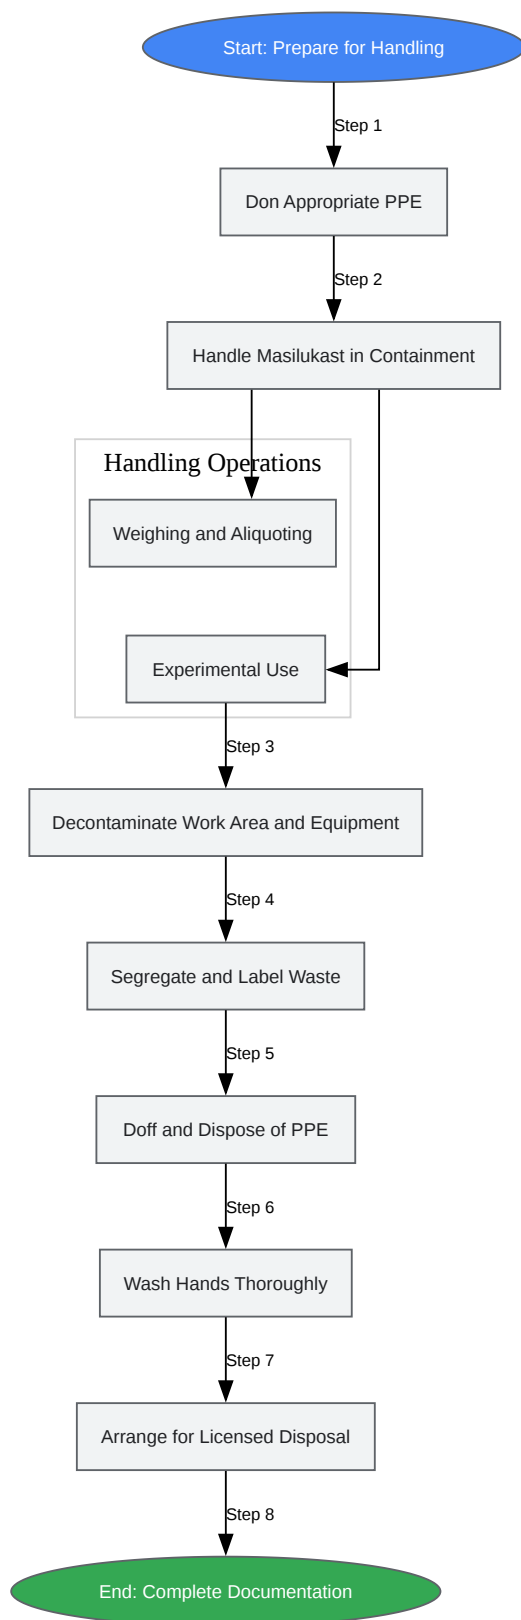 Start: Prepare for Handling
Step 1
Don Appropriate PPE
Step 2
Handle Masilukast in Containment
Handling Operations
Weighing and Aliquoting
Experimental Use
Step 3
Decontaminate Work Area and Equipment
Step 4
Segregate and Label Waste
Step 5
Doff and Dispose of PPE
Step 6
Wash Hands Thoroughly
Step 7
Arrange for Licensed Disposal
Step 8
End: Complete Documentation